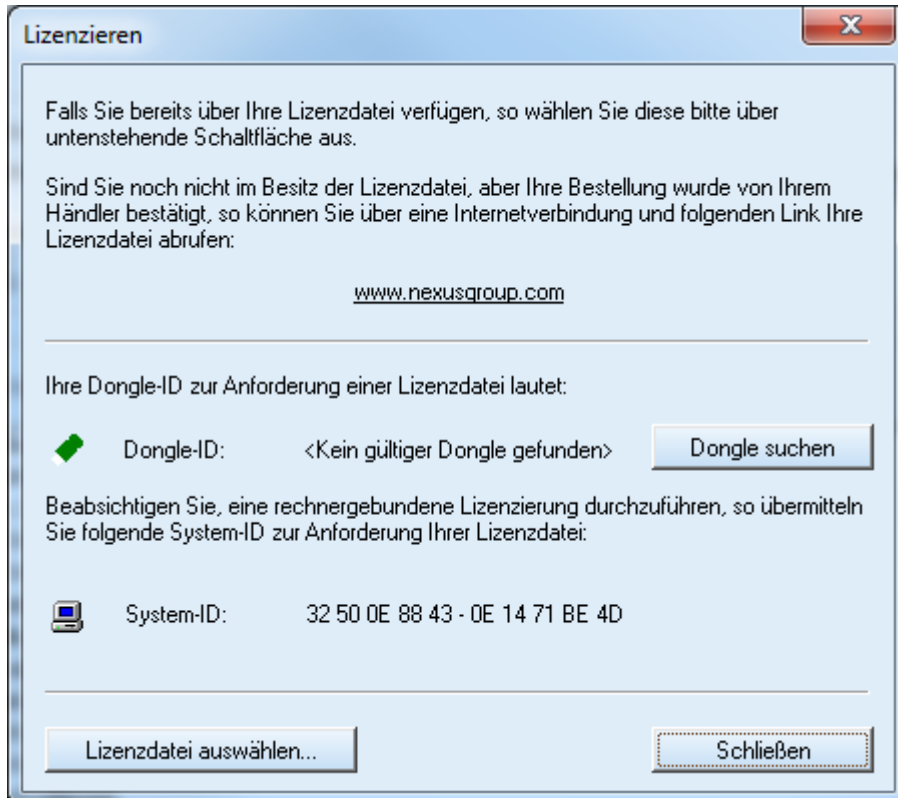 Lizenzieren
Falls Sie bereits über Ihre Lizenzdatei verfügen, so wählen Sie diese bitte über
untenstehende Schaltfläche aus.
Sind Sie noch nicht im Besitz der Lizenzdatei, aber Ihre Bestellung wurde von Ihrem
Händler bestätigt, so können Sie über eine Internetverbindung und folgenden Link Ihre
Lizenzdatei abrufen:
www.nexusgroup.com
Ihre Dongle-ID zur Anforderung einer Lizenzdatei lautet:
Dongle-ID: <Kein gültiger Dongle gefunden> Dongle suchen
Beabsichtigen Sie, eine rechnergebundene Lizenzierung durchzuführen, so übermitteln
Sie folgende System-ID zur Anforderung Ihrer Lizenzdatei:
System-ID: 32 50 0E 88 43 - 0E 14 71 BE 4D
Lizenzdatei auswählen... Schließen